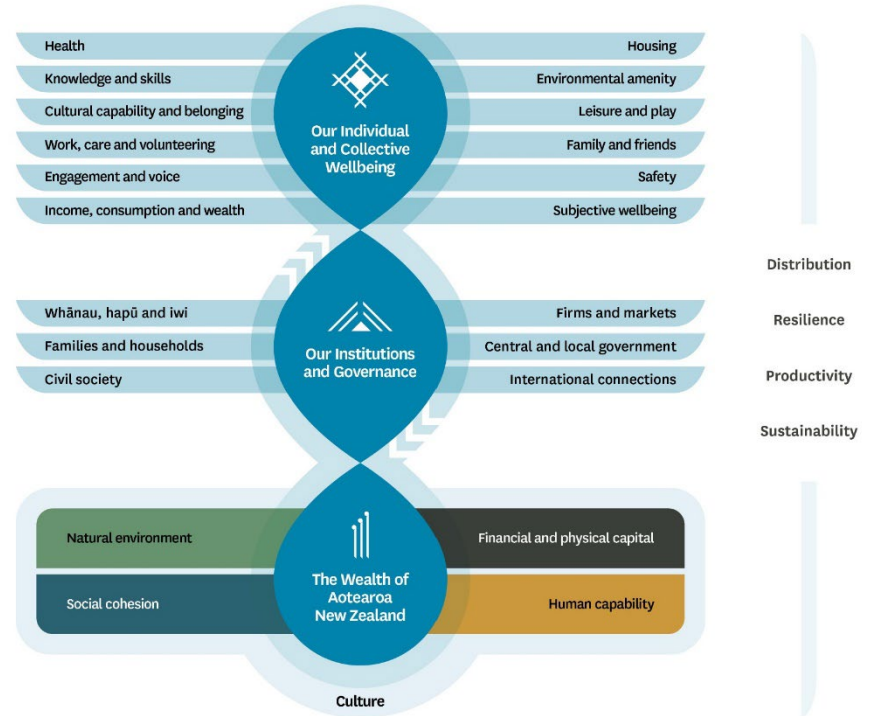 Health
Housing
Knowledge and skills
Environmental amenity
Cultural capability and belonging
Leisure and play
Work, care and volunteering
Family and friends
Engagement and voice
Safety
Income, consumption and wealth
Subjective wellbeing
Our Individual
and Collective
Wellbeing
Whānau, hapū and iwi
Firms and markets
Families and households
Central and local government
Civil society
International connections
Our Institutions
and Governance
Natural environment
Financial and physical capital
Social cohesion
Human capability
The Wealth of
Aotearoa
New Zealand
Culture
Distribution
Resilience
Productivity
Sustainability